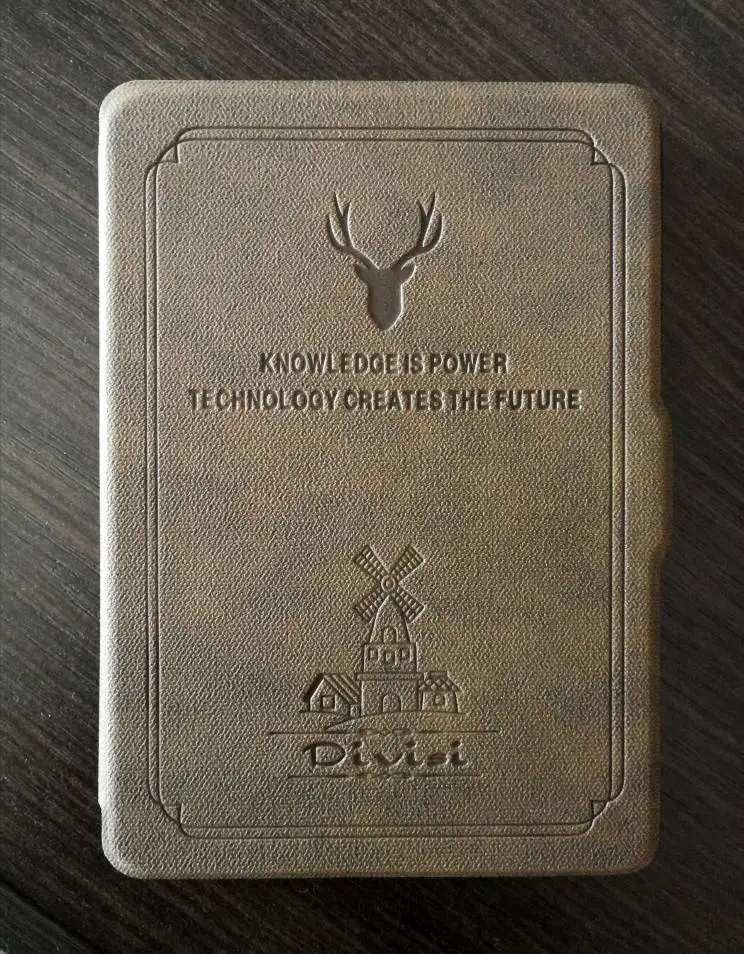 KNOWLEDGE IS POWER
TECHNOLOGY CREATES THE FUTURE
Divisi